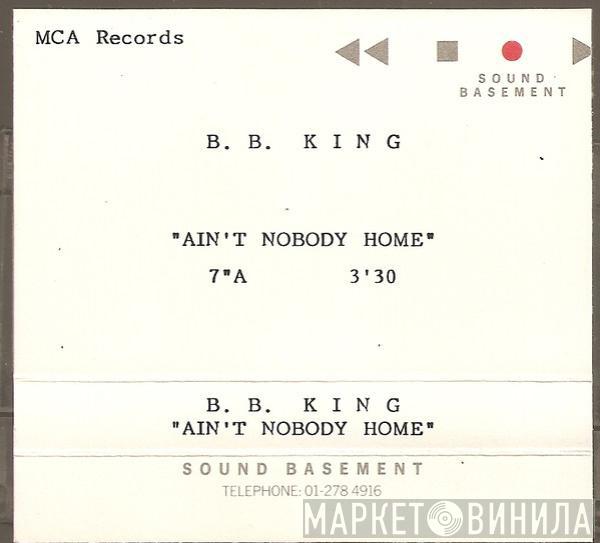 MCA Records
SOUND
BASEMENT
B. B. KING
"AIN'T NOBODY HOME"
7"A 3'30
B. B. KING
"AIN'T NOBODY HOME"
SOUND BASEMENT
TELEPHONE: 01-278 4916
МАРКЕТ ВИНИЛА